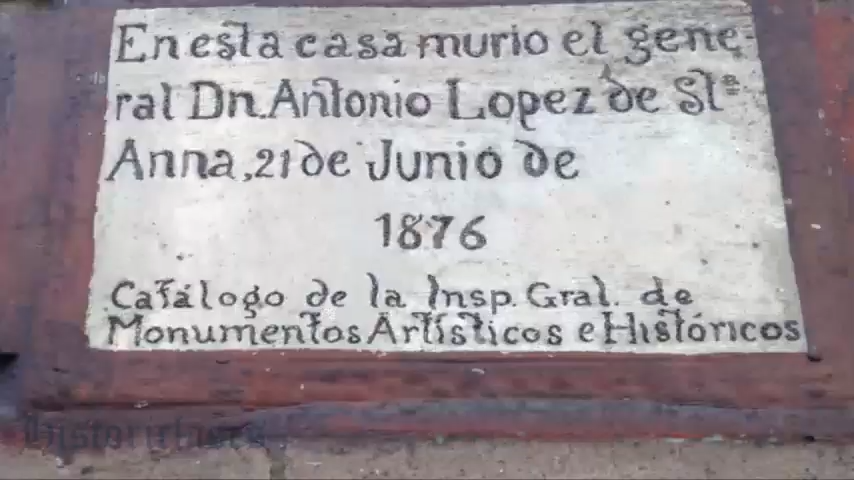 En esta casa murio el gene-
ral Dn. Antonio Lopez de Sta
Anna, 21 de Junio de
1876
Catálogo de la Insp. Gral. de
Monumentos Artísticos e Históricos